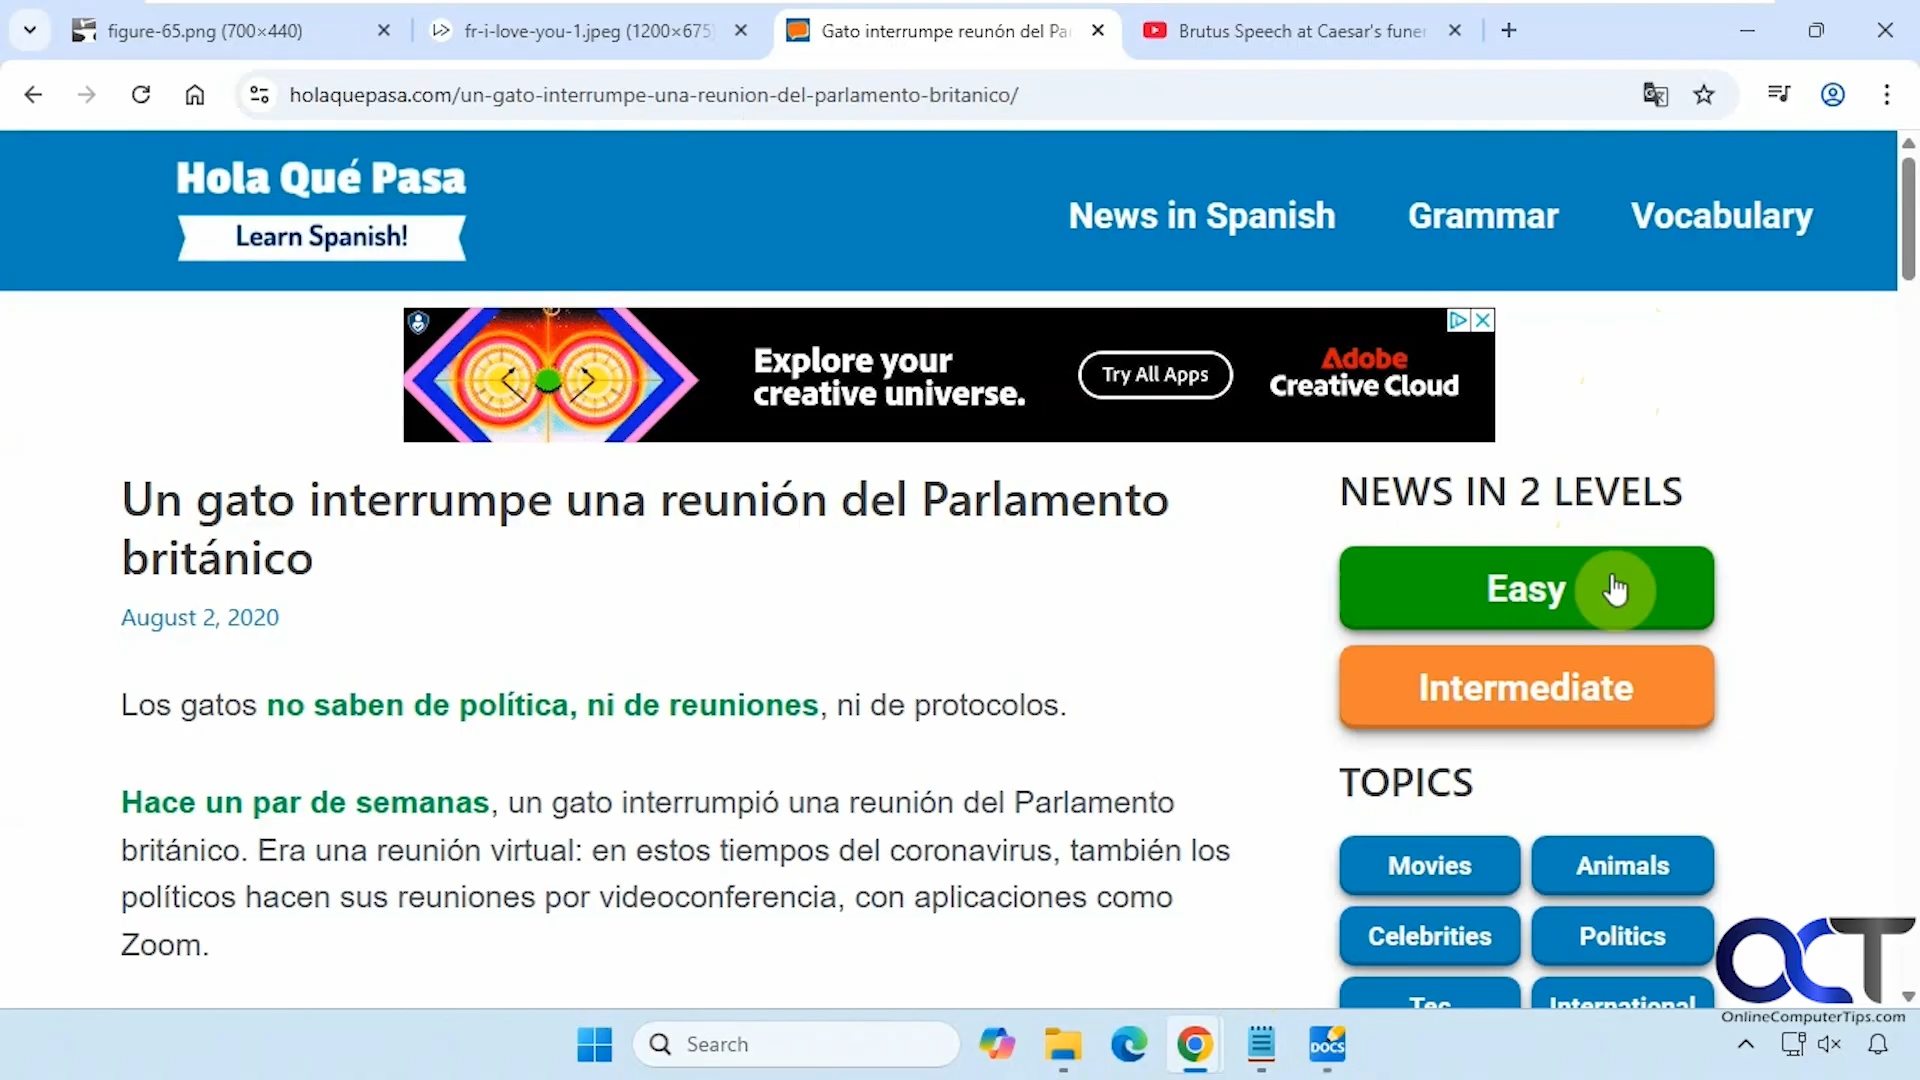 figure-65.png (700×440)
fr-i-love-you-1.jpeg (1200×675)
Gato interrumpe reunón del Pa
Brutus Speech at Caesar's funer
holaquepasa.com/un-gato-interrumpe-una-reunion-del-parlamento-britanico/
Hola Qué Pasa
Learn Spanish!
News in Spanish
Grammar
Vocabulary
Explore your
creative universe.
Try All Apps
Adobe
Creative Cloud
Un gato interrumpe una reunión del Parlamento
británico
August 2, 2020
Los gatos no saben de política, ni de reuniones, ni de protocolos.
Hace un par de semanas, un gato interrumpió una reunión del Parlamento
británico. Era una reunión virtual: en estos tiempos del coronavirus, también los
políticos hacen sus reuniones por videoconferencia, con aplicaciones como
Zoom.
NEWS IN 2 LEVELS
Easy
Intermediate
TOPICS
Movies
Animals
Celebrities
Politics
Tec
International
OCT
OnlineComputerTips.com
Search
DOCS